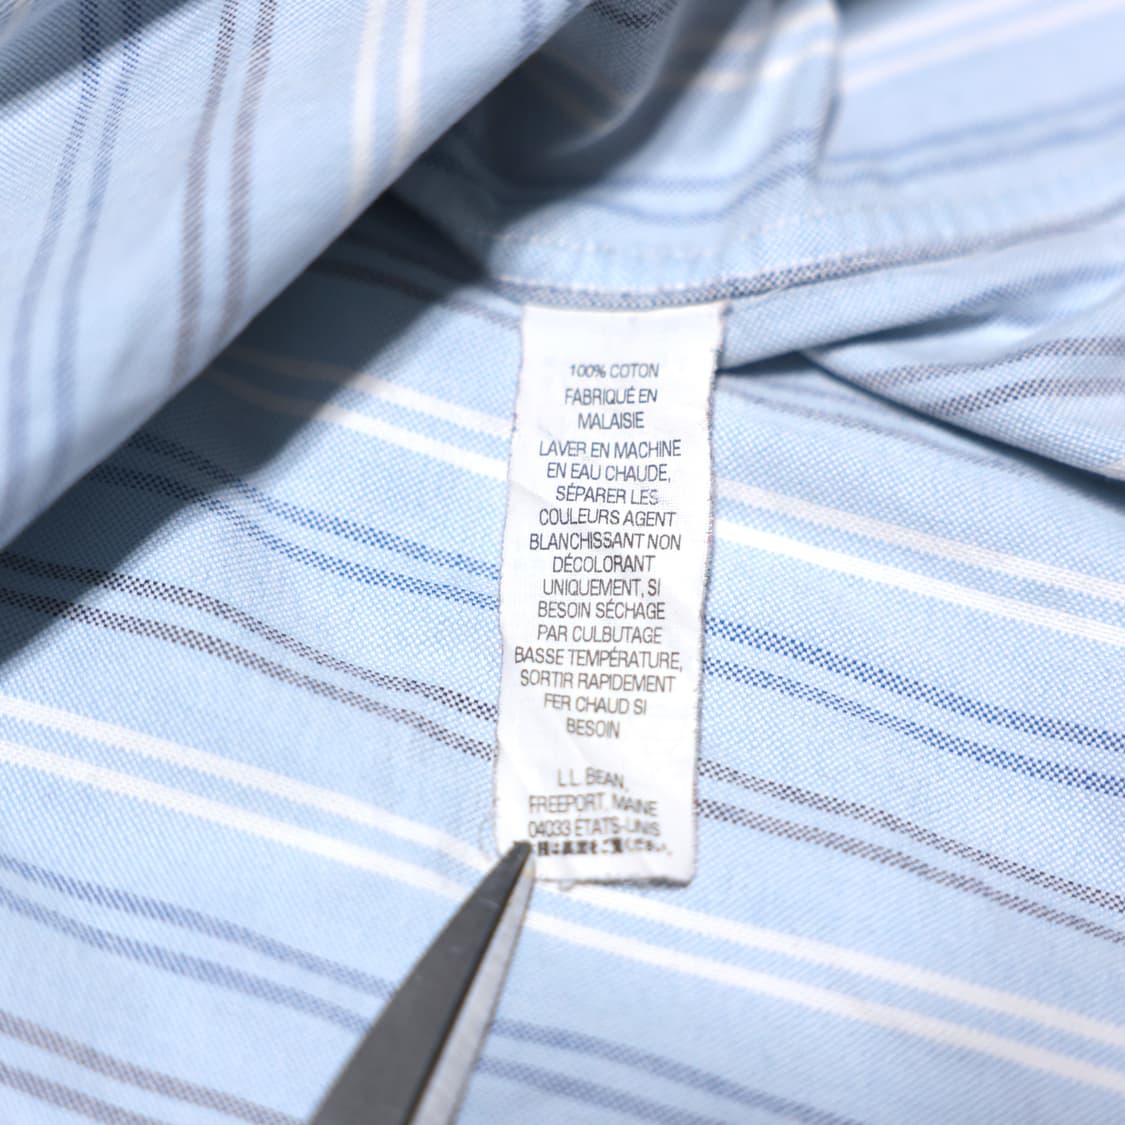 100% COTON
FABRIQUÉ EN
MALAISIE
LAVER EN MACHINE
EN EAU CHAUDE,
SÉPARER LES
COULEURS AGENT
BLANCHISSANT NON
DÉCOLORANT
UNIQUEMENT, SI
BESOIN SÉCHAGE
PAR CULBUTAGE
BASSE TEMPÉRATURE,
SORTIR RAPIDEMENT
FER CHAUD SI
BESOIN
L.L. BEAN,
FREEPORT, MAINE
04033 ÉTATS-UNIS